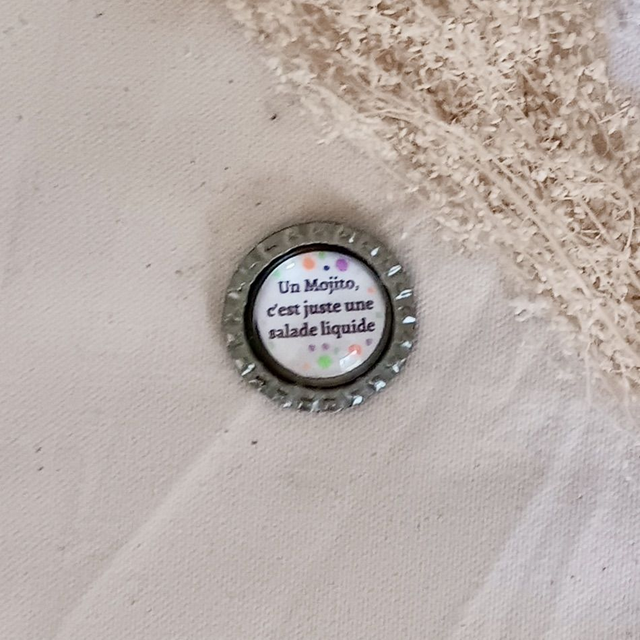 Un Mojito,
c'est juste une
salade liquide